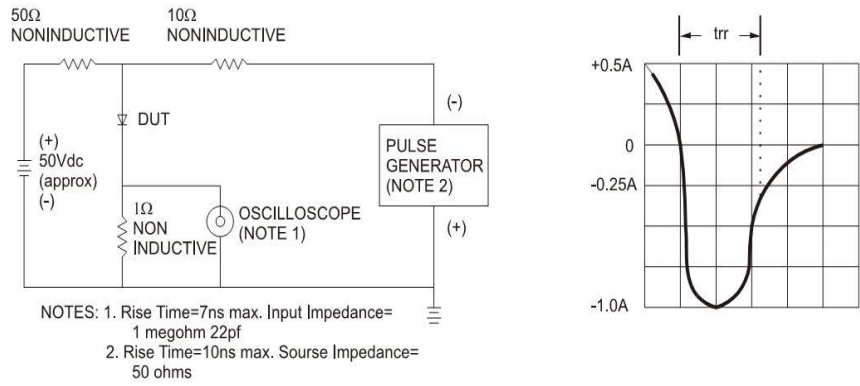 50Ω
NONINDUCTIVE
10Ω
NONINDUCTIVE
DUT
(+)
50Vdc
(approx)
(-)
1Ω
NON
INDUCTIVE
OSCILLOSCOPE
(NOTE 1)
(-)
PULSE
GENERATOR
(NOTE 2)
(+)
NOTES: 1. Rise Time=7ns max. Input Impedance=
1 megohm 22pf
2. Rise Time=10ns max. Sourse Impedance=
50 ohms
trr
+0.5A
0
-0.25A
-1.0A